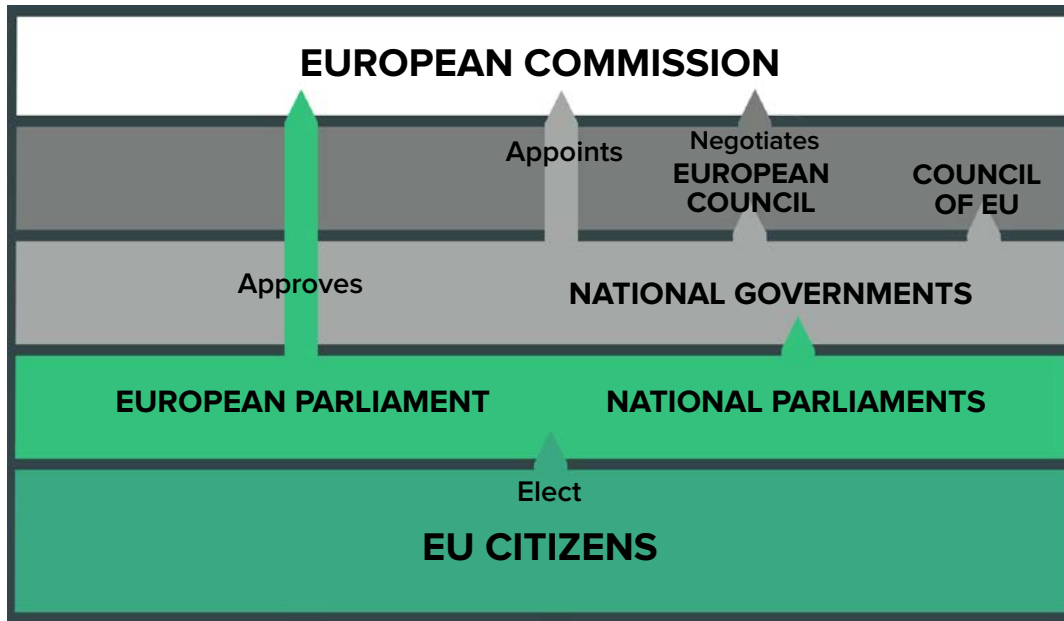 EUROPEAN COMMISSION
Appoints
Negotiates
EUROPEAN
COUNCIL
COUNCIL
OF EU
Approves
NATIONAL GOVERNMENTS
EUROPEAN PARLIAMENT
NATIONAL PARLIAMENTS
Elect
EU CITIZENS